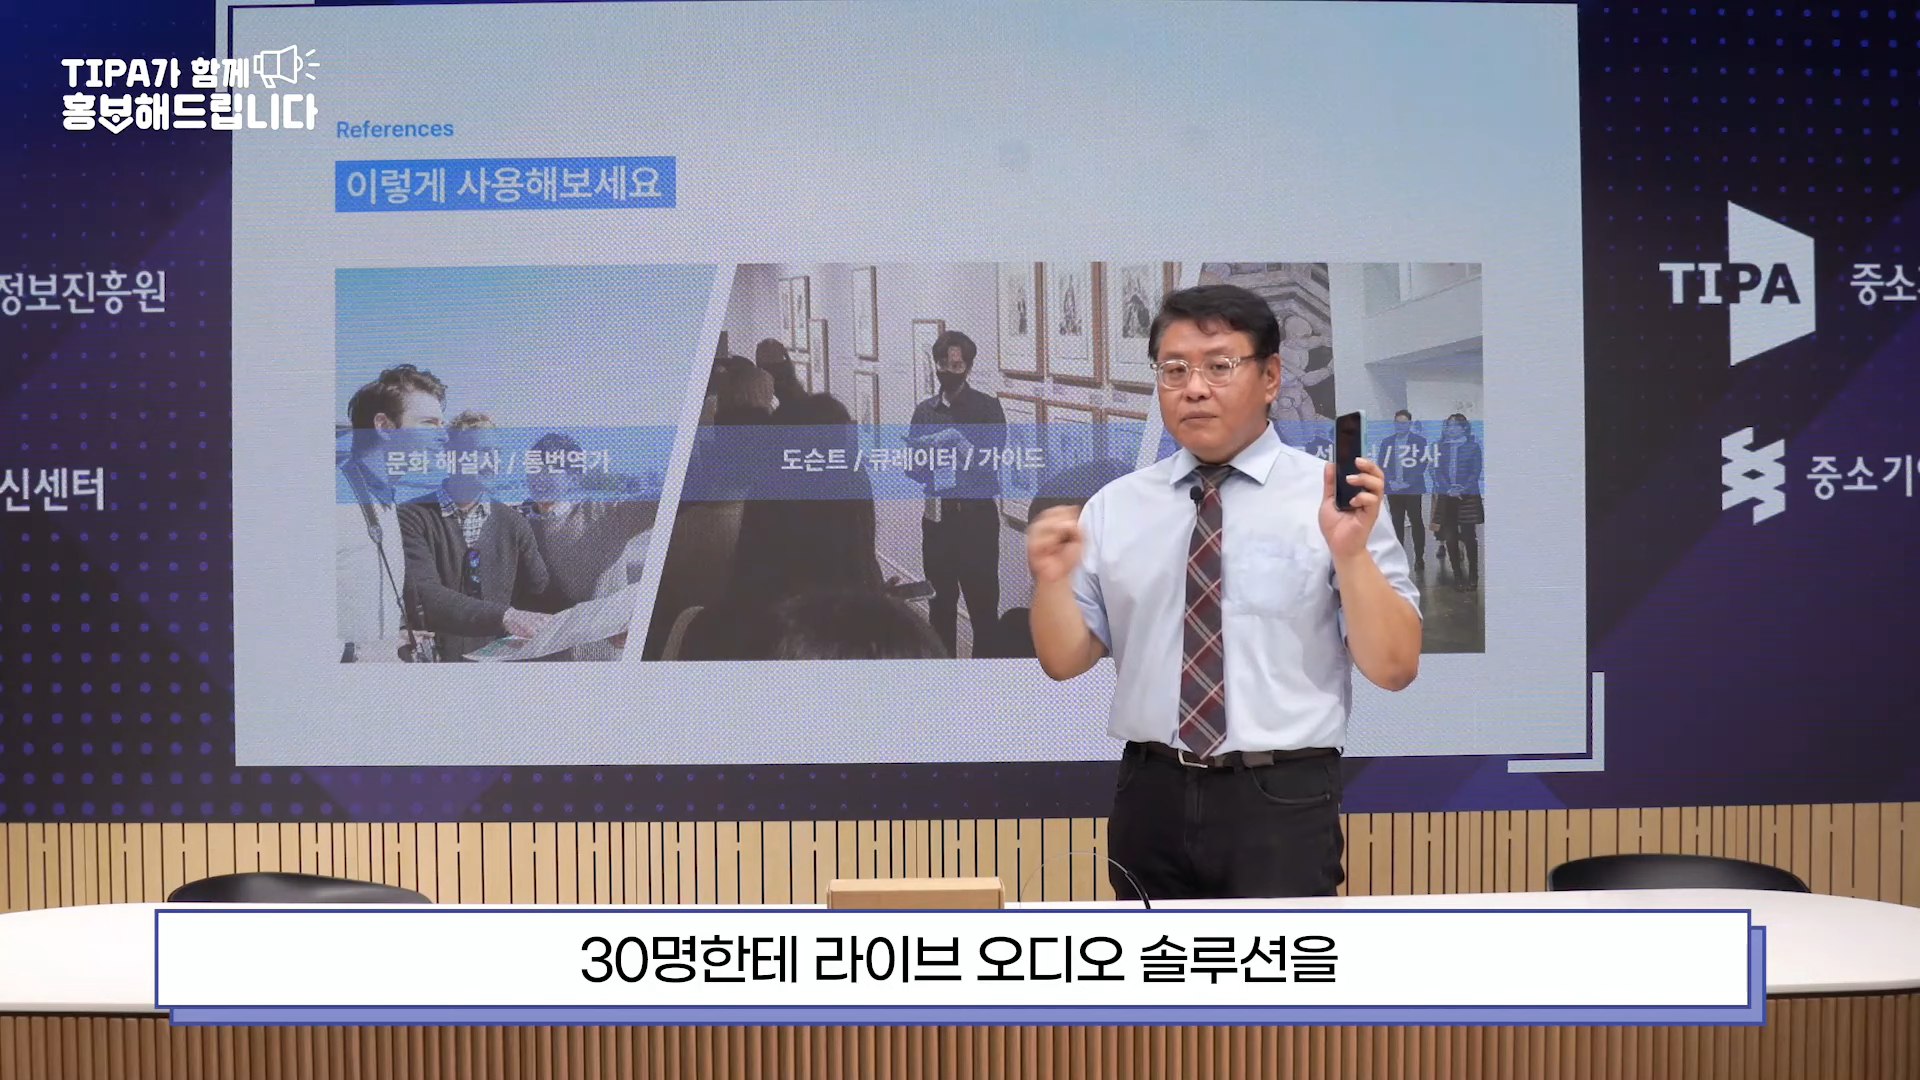 TIPA가 함께
홍보해드립니다
References
이렇게 사용해보세요
정보진흥원
TIPA
중소
신센터
중소기
문화 해설사 / 통번역가
도슨트 / 큐레이터 / 가이드
/ 강사
30명한테 라이브 오디오 솔루션을